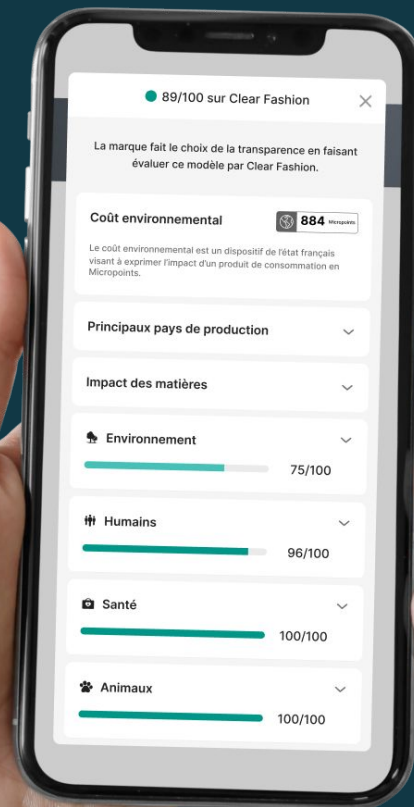 89/100 sur Clear Fashion
La marque fait le choix de la transparence en faisant
évaluer ce modèle par Clear Fashion.
Coût environnemental
884 Micropoints
Le coût environnemental est un dispositif de l'état français
visant à exprimer l'impact d'un produit de consommation en
Micropoints.
Principaux pays de production
Impact des matières
Environnement
75/100
Humains
96/100
Santé
100/100
Animaux
100/100